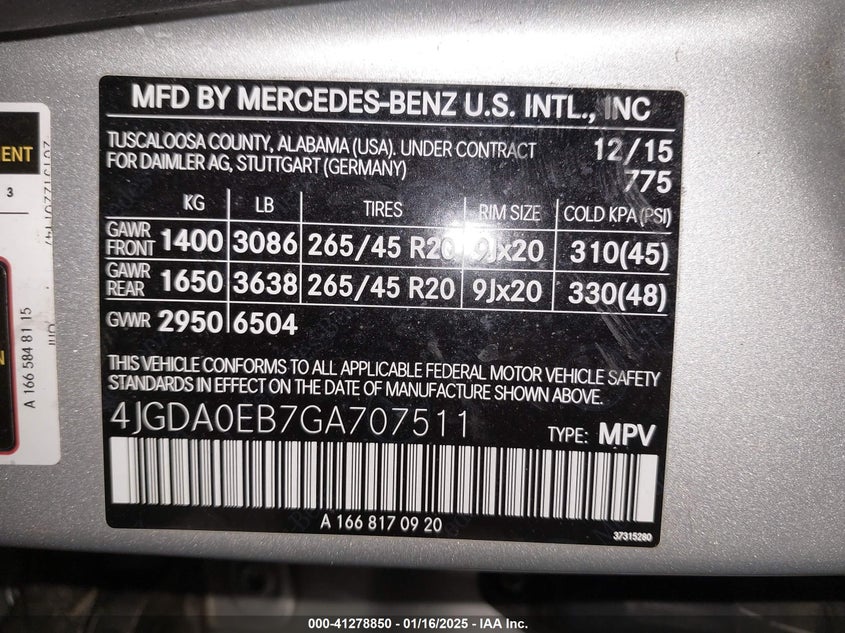 MFD BY MERCEDES-BENZ U.S. INTL., INC
TUSCALOOSA COUNTY, ALABAMA (USA). UNDER CONTRACT 12/15
FOR DAIMLER AG, STUTTGART (GERMANY) 775
KG LB TIRES RIM SIZE COLD KPA (PSI)
GAWR FRONT 1400 3086 265/45 R20 9Jx20 310(45)
GAWR REAR 1650 3638 265/45 R20 9Jx20 330(48)
GVWR 2950 6504
THIS VEHICLE CONFORMS TO ALL APPLICABLE FEDERAL MOTOR VEHICLE SAFETY
STANDARDS IN EFFECT ON THE DATE OF MANUFACTURE SHOWN ABOVE.
4JGDA0EB7GA707511 TYPE: MPV
A 166 817 09 20
37315280
3
A 166 584 81 15
000-41278850 - 01/16/2025 - IAA Inc.